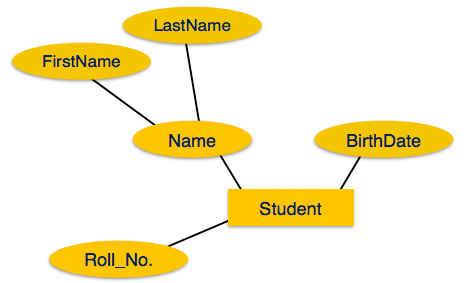 LastName
FirstName
Name
BirthDate
Student
Roll_No.